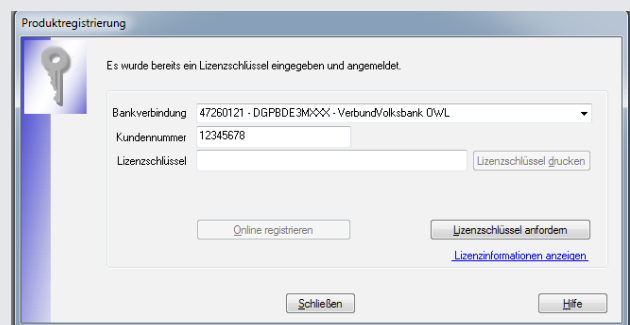 Produktregistrierung
Es wurde bereits ein Lizenzschlüssel eingegeben und angemeldet.
Bankverbindung 47260121 - DGPBDE3MXXX - VerbundVolksbank OWL
Kundennummer 12345678
Lizenzschlüssel Lizenzschlüssel drucken
Online registrieren Lizenzschlüssel anfordern
Lizenzinformationen anzeigen
Schließen Hilfe